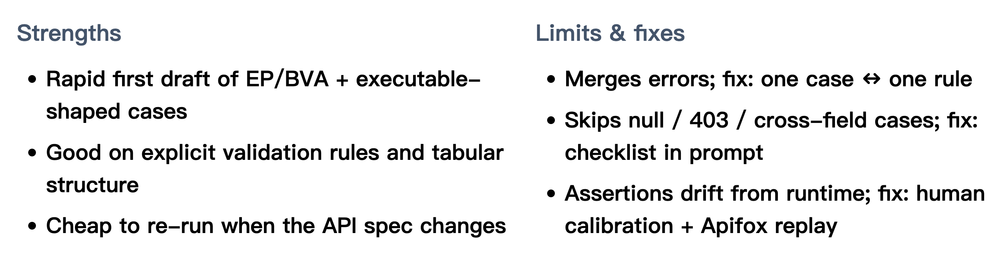 Strengths
• Rapid first draft of EP/BVA + executable-
shaped cases
• Good on explicit validation rules and tabular
structure
• Cheap to re-run when the API spec changes
Limits & fixes
• Merges errors; fix: one case ↔ one rule
• Skips null / 403 / cross-field cases; fix:
checklist in prompt
• Assertions drift from runtime; fix: human
calibration + Apifox replay